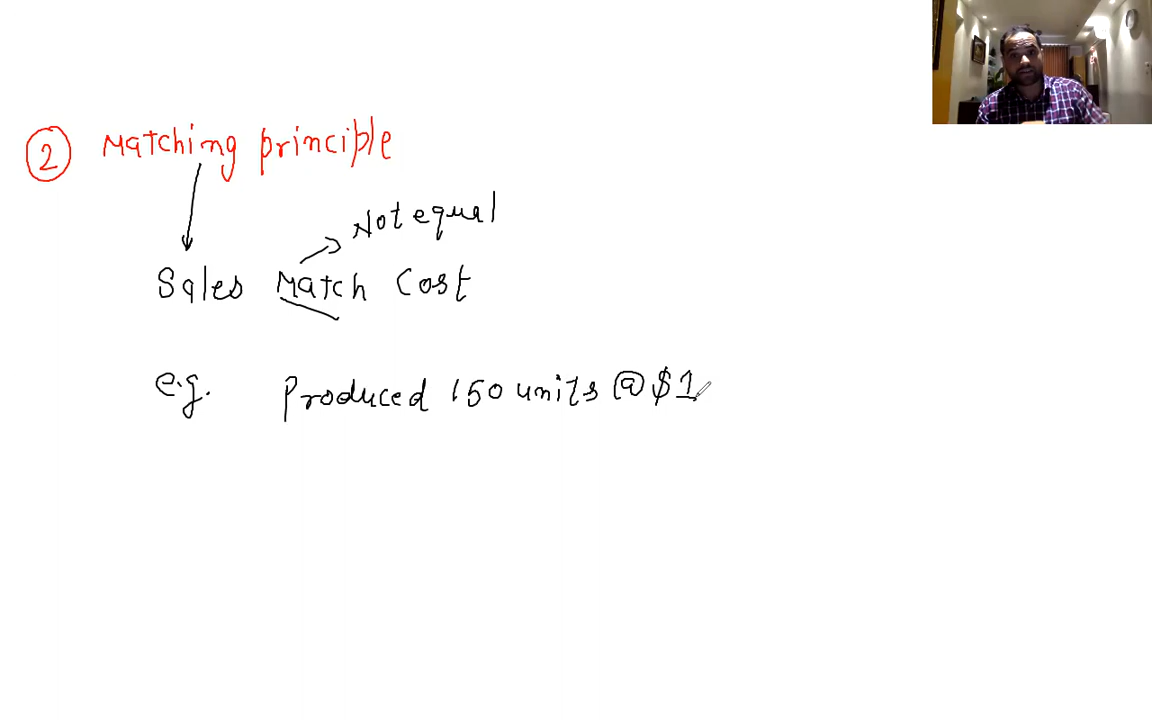 2 Matching principle
Not equal
Sales Match Cost
e.g. Produced 150 units @ $1